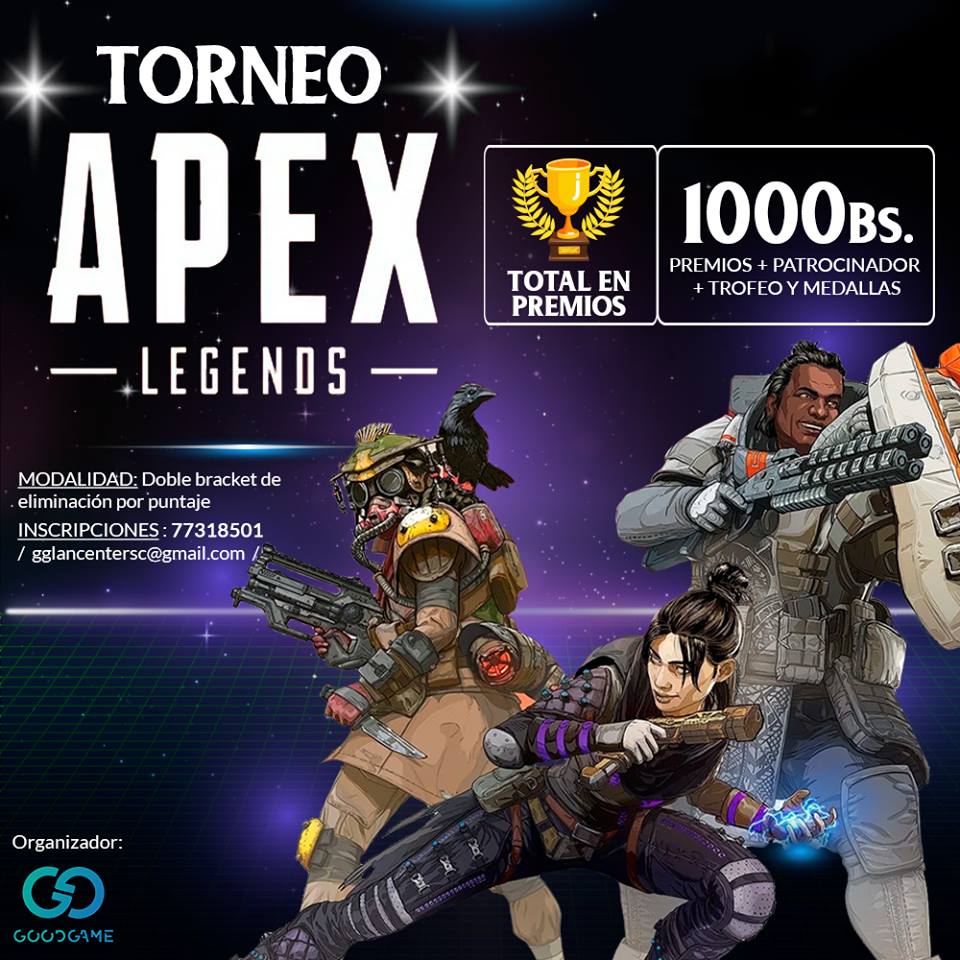 TORNEO
APEX
LEGENDS
TOTAL EN
PREMIOS
1000BS.
PREMIOS + PATROCINADOR
+ TROFEO Y MEDALLAS
MODALIDAD: Doble bracket de
eliminación por puntaje
INSCRIPCIONES : 77318501
/ gglancentersc@gmail.com /
Organizador:
GOODGAME